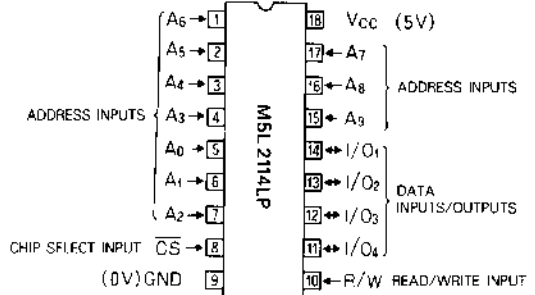 A₆ 1 18 Vcc (5V)
A₅ 2 17 A₇
A₄ 3 16 A₈ ADDRESS INPUTS
ADDRESS INPUTS A₃ 4 15 A₉
A₀ 5 14 I/O₁
A₁ 6 13 I/O₂ DATA
INPUTS/OUTPUTS
A₂ 7 12 I/O₃
CHIP SELECT INPUT C̅S̅ 8 11 I/O₄
(0V) GND 9 10 R/W READ/WRITE INPUT
M5L 2114LP